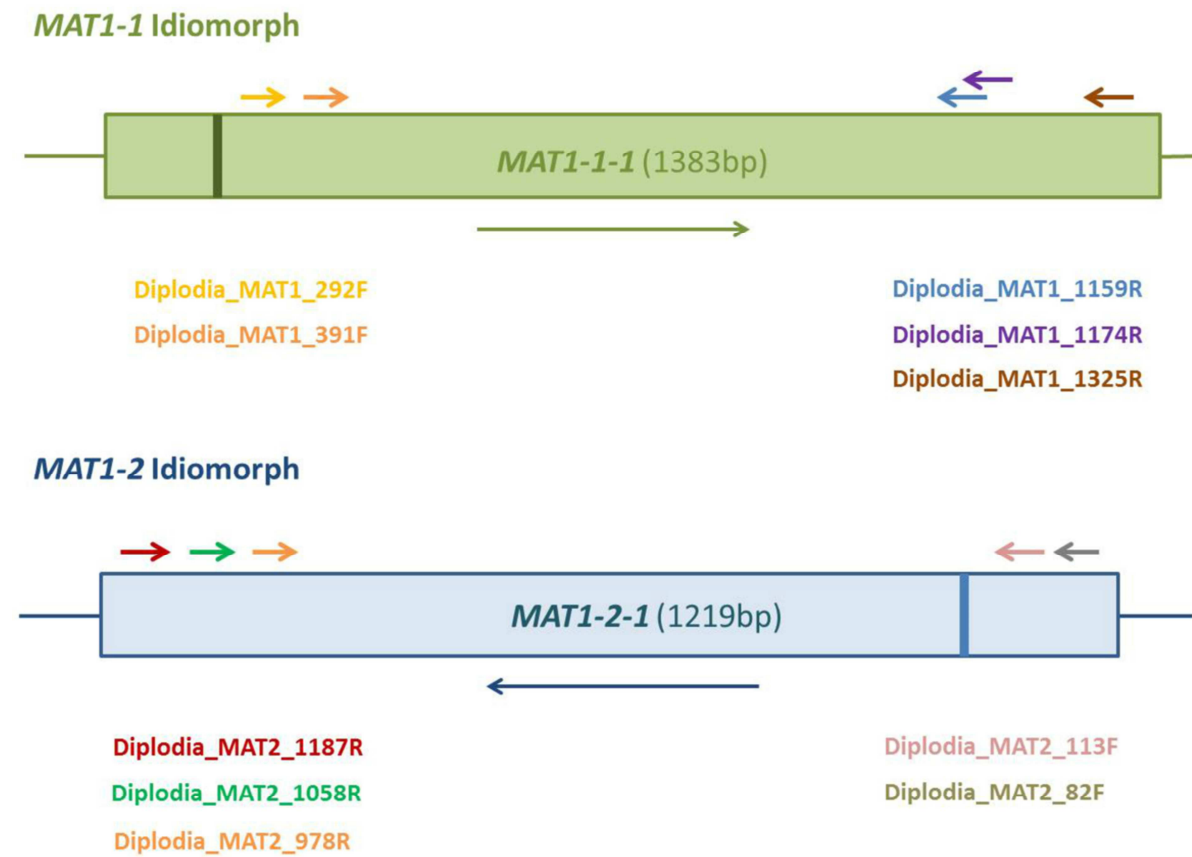 MAT1-1 Idiomorph
MAT1-1-1 (1383bp)
Diplodia_MAT1_292F
Diplodia_MAT1_391F
Diplodia_MAT1_1159R
Diplodia_MAT1_1174R
Diplodia_MAT1_1325R
MAT1-2 Idiomorph
MAT1-2-1 (1219bp)
Diplodia_MAT2_1187R
Diplodia_MAT2_1058R
Diplodia_MAT2_978R
Diplodia_MAT2_113F
Diplodia_MAT2_82F